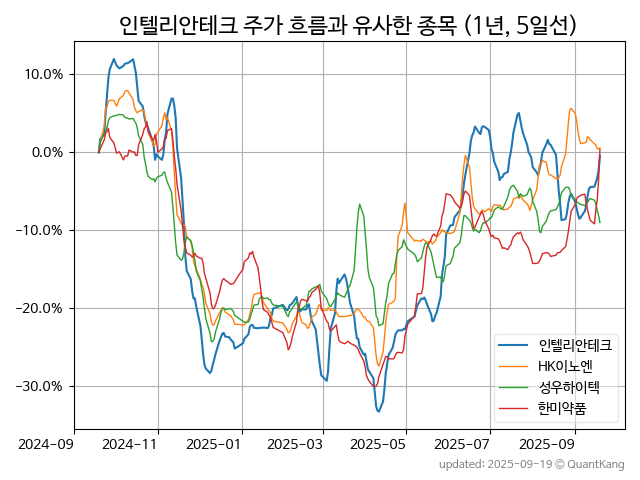 인텔리안테크 주가 흐름과 유사한 종목 (1년, 5일선)
10.0%
0.0%
−10.0%
−20.0%
−30.0%
인텔리안테크
HK이노엔
성우하이텍
한미약품
2024-09 2024-11 2025-01 2025-03 2025-05 2025-07 2025-09
updated: 2025-09-19 © QuantKang